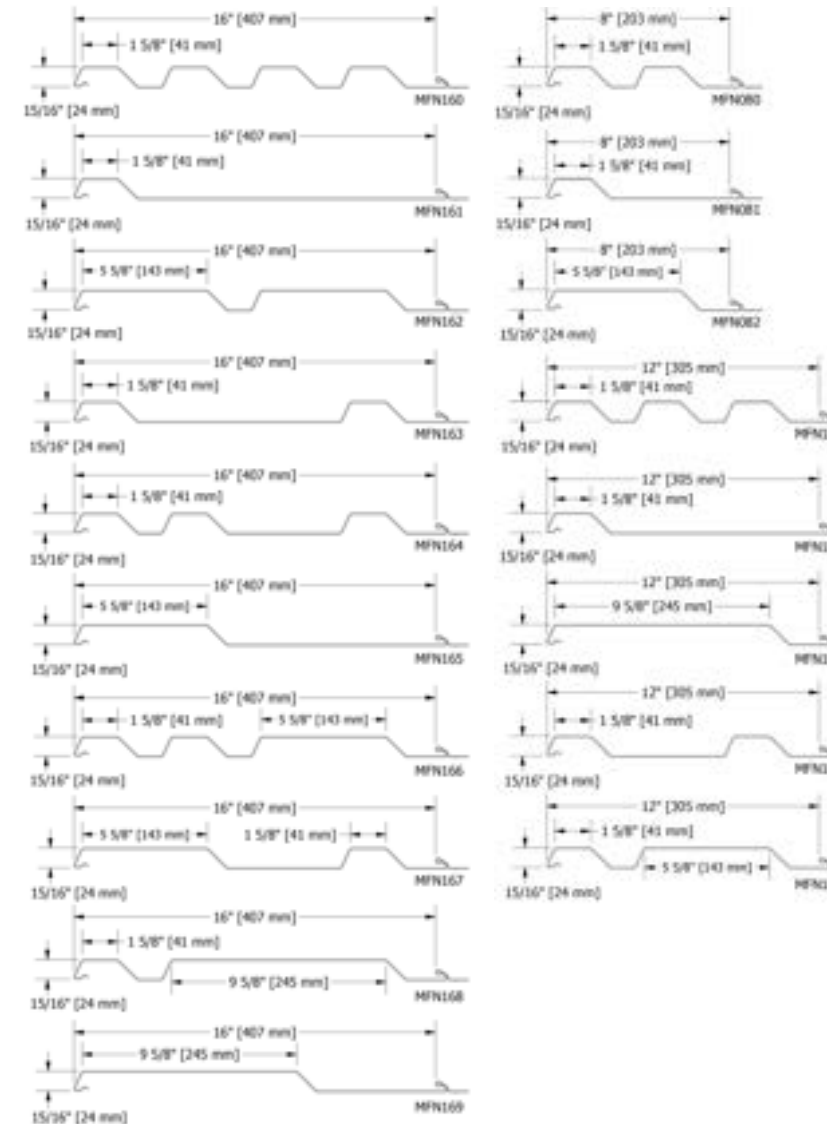 16" [407 mm]
1 5/8" [41 mm]
15/16" [24 mm]
MFN160
16" [407 mm]
1 5/8" [41 mm]
15/16" [24 mm]
MFN161
16" [407 mm]
5 5/8" [143 mm]
15/16" [24 mm]
MFN162
16" [407 mm]
1 5/8" [41 mm]
15/16" [24 mm]
MFN163
16" [407 mm]
1 5/8" [41 mm]
15/16" [24 mm]
MFN164
16" [407 mm]
5 5/8" [143 mm]
15/16" [24 mm]
MFN165
16" [407 mm]
1 5/8" [41 mm] 5 5/8" [143 mm]
15/16" [24 mm]
MFN166
16" [407 mm]
5 5/8" [143 mm] 1 5/8" [41 mm]
15/16" [24 mm]
MFN167
16" [407 mm]
1 5/8" [41 mm]
9 5/8" [245 mm]
15/16" [24 mm]
MFN168
16" [407 mm]
9 5/8" [245 mm]
15/16" [24 mm]
MFN169
8" [203 mm]
1 5/8" [41 mm]
15/16" [24 mm]
MFN080
8" [203 mm]
1 5/8" [41 mm]
15/16" [24 mm]
MFN081
8" [203 mm]
5 5/8" [143 mm]
15/16" [24 mm]
MFN082
12" [305 mm]
1 5/8" [41 mm]
15/16" [24 mm]
MFN1
12" [305 mm]
1 5/8" [41 mm]
15/16" [24 mm]
MFN1
12" [305 mm]
9 5/8" [245 mm]
15/16" [24 mm]
MFN1
12" [305 mm]
1 5/8" [41 mm]
15/16" [24 mm]
MFN1
12" [305 mm]
1 5/8" [41 mm]
5 5/8" [143 mm]
15/16" [24 mm]
MFN1